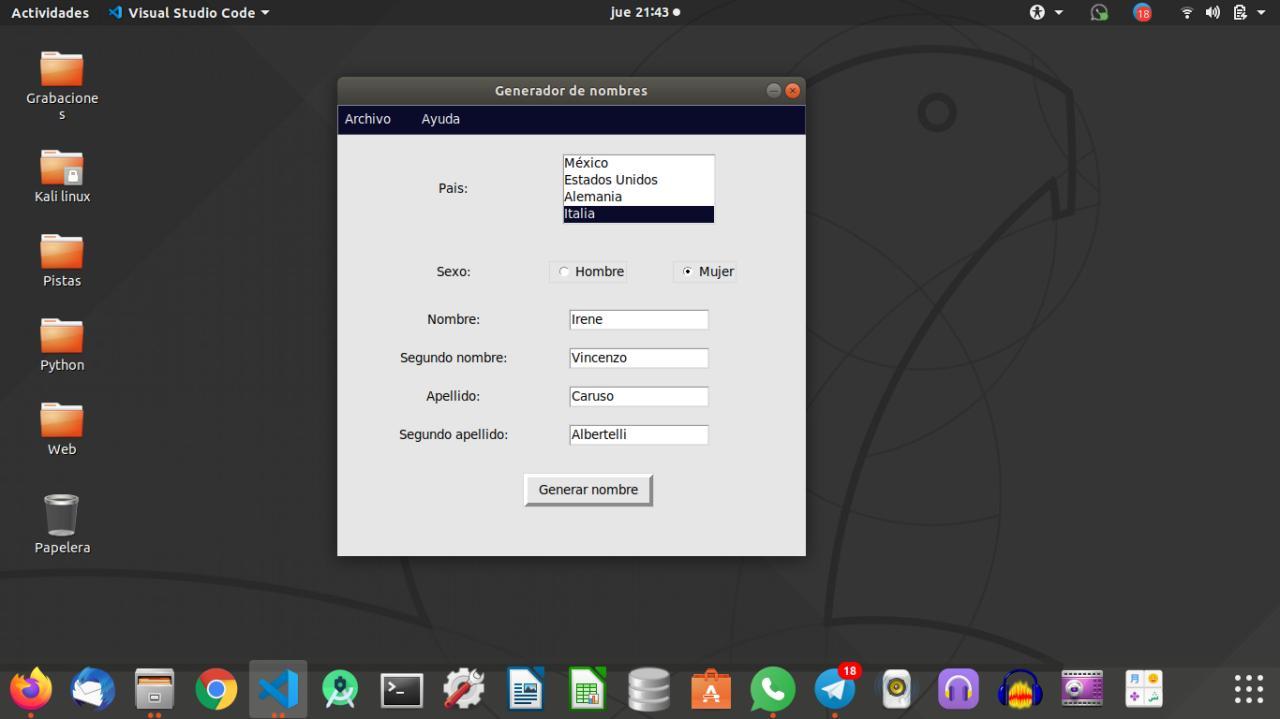 Actividades Visual Studio Code jue 21:43 18
Grabacione
s
Kali linux
Pistas
Python
Web
Papelera
Generador de nombres
Archivo Ayuda
Pais:
México
Estados Unidos
Alemania
Italia
Sexo: Hombre Mujer
Nombre: Irene
Segundo nombre: Vincenzo
Apellido: Caruso
Segundo apellido: Albertelli
Generar nombre
18